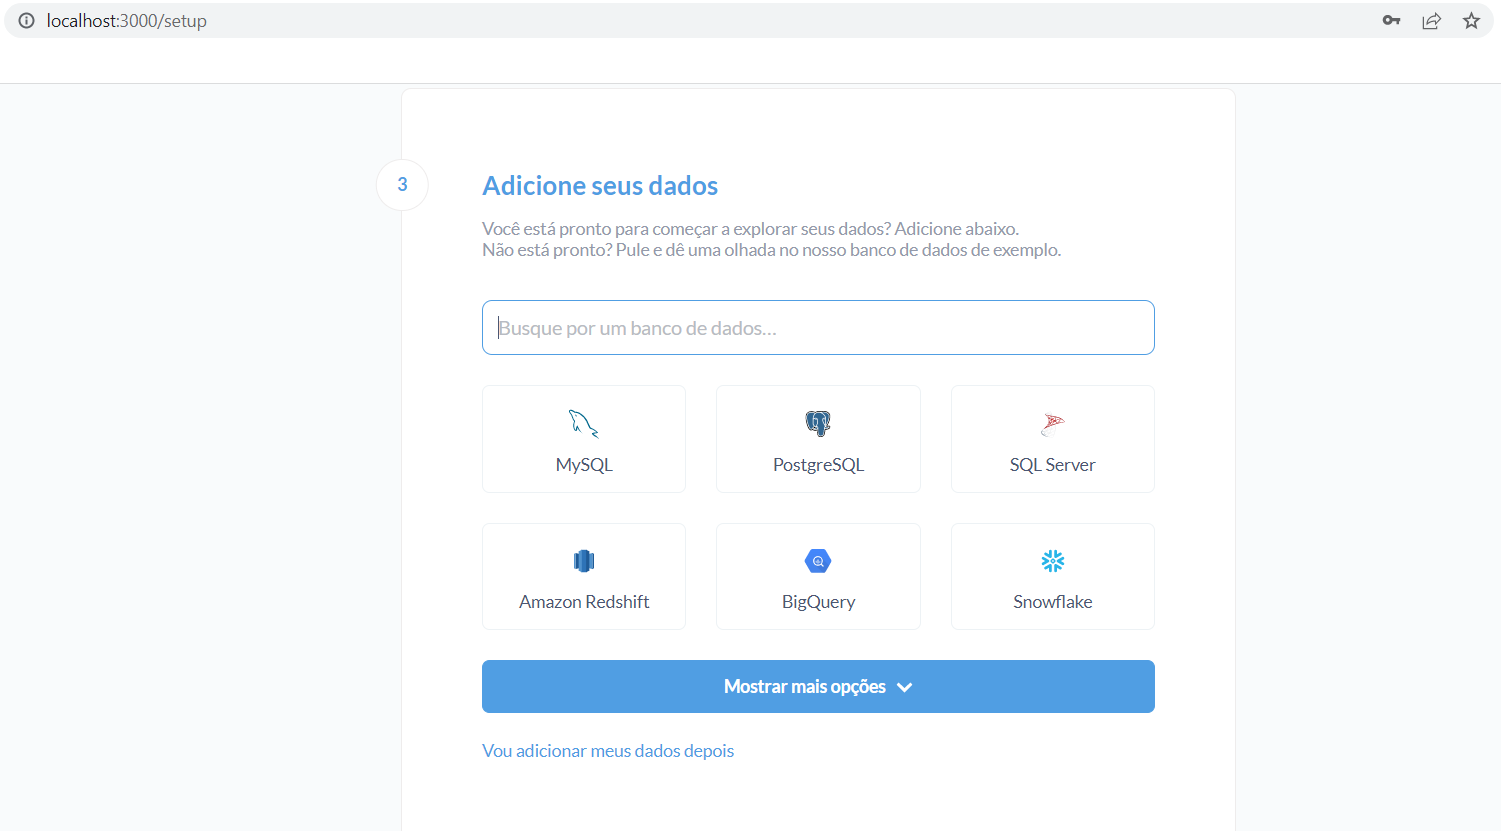 localhost:3000/setup
3
Adicione seus dados
Você está pronto para começar a explorar seus dados? Adicione abaixo.
Não está pronto? Pule e dê uma olhada no nosso banco de dados de exemplo.
Busque por um banco de dados...
MySQL
PostgreSQL
SQL Server
Amazon Redshift
BigQuery
Snowflake
Mostrar mais opções
Vou adicionar meus dados depois